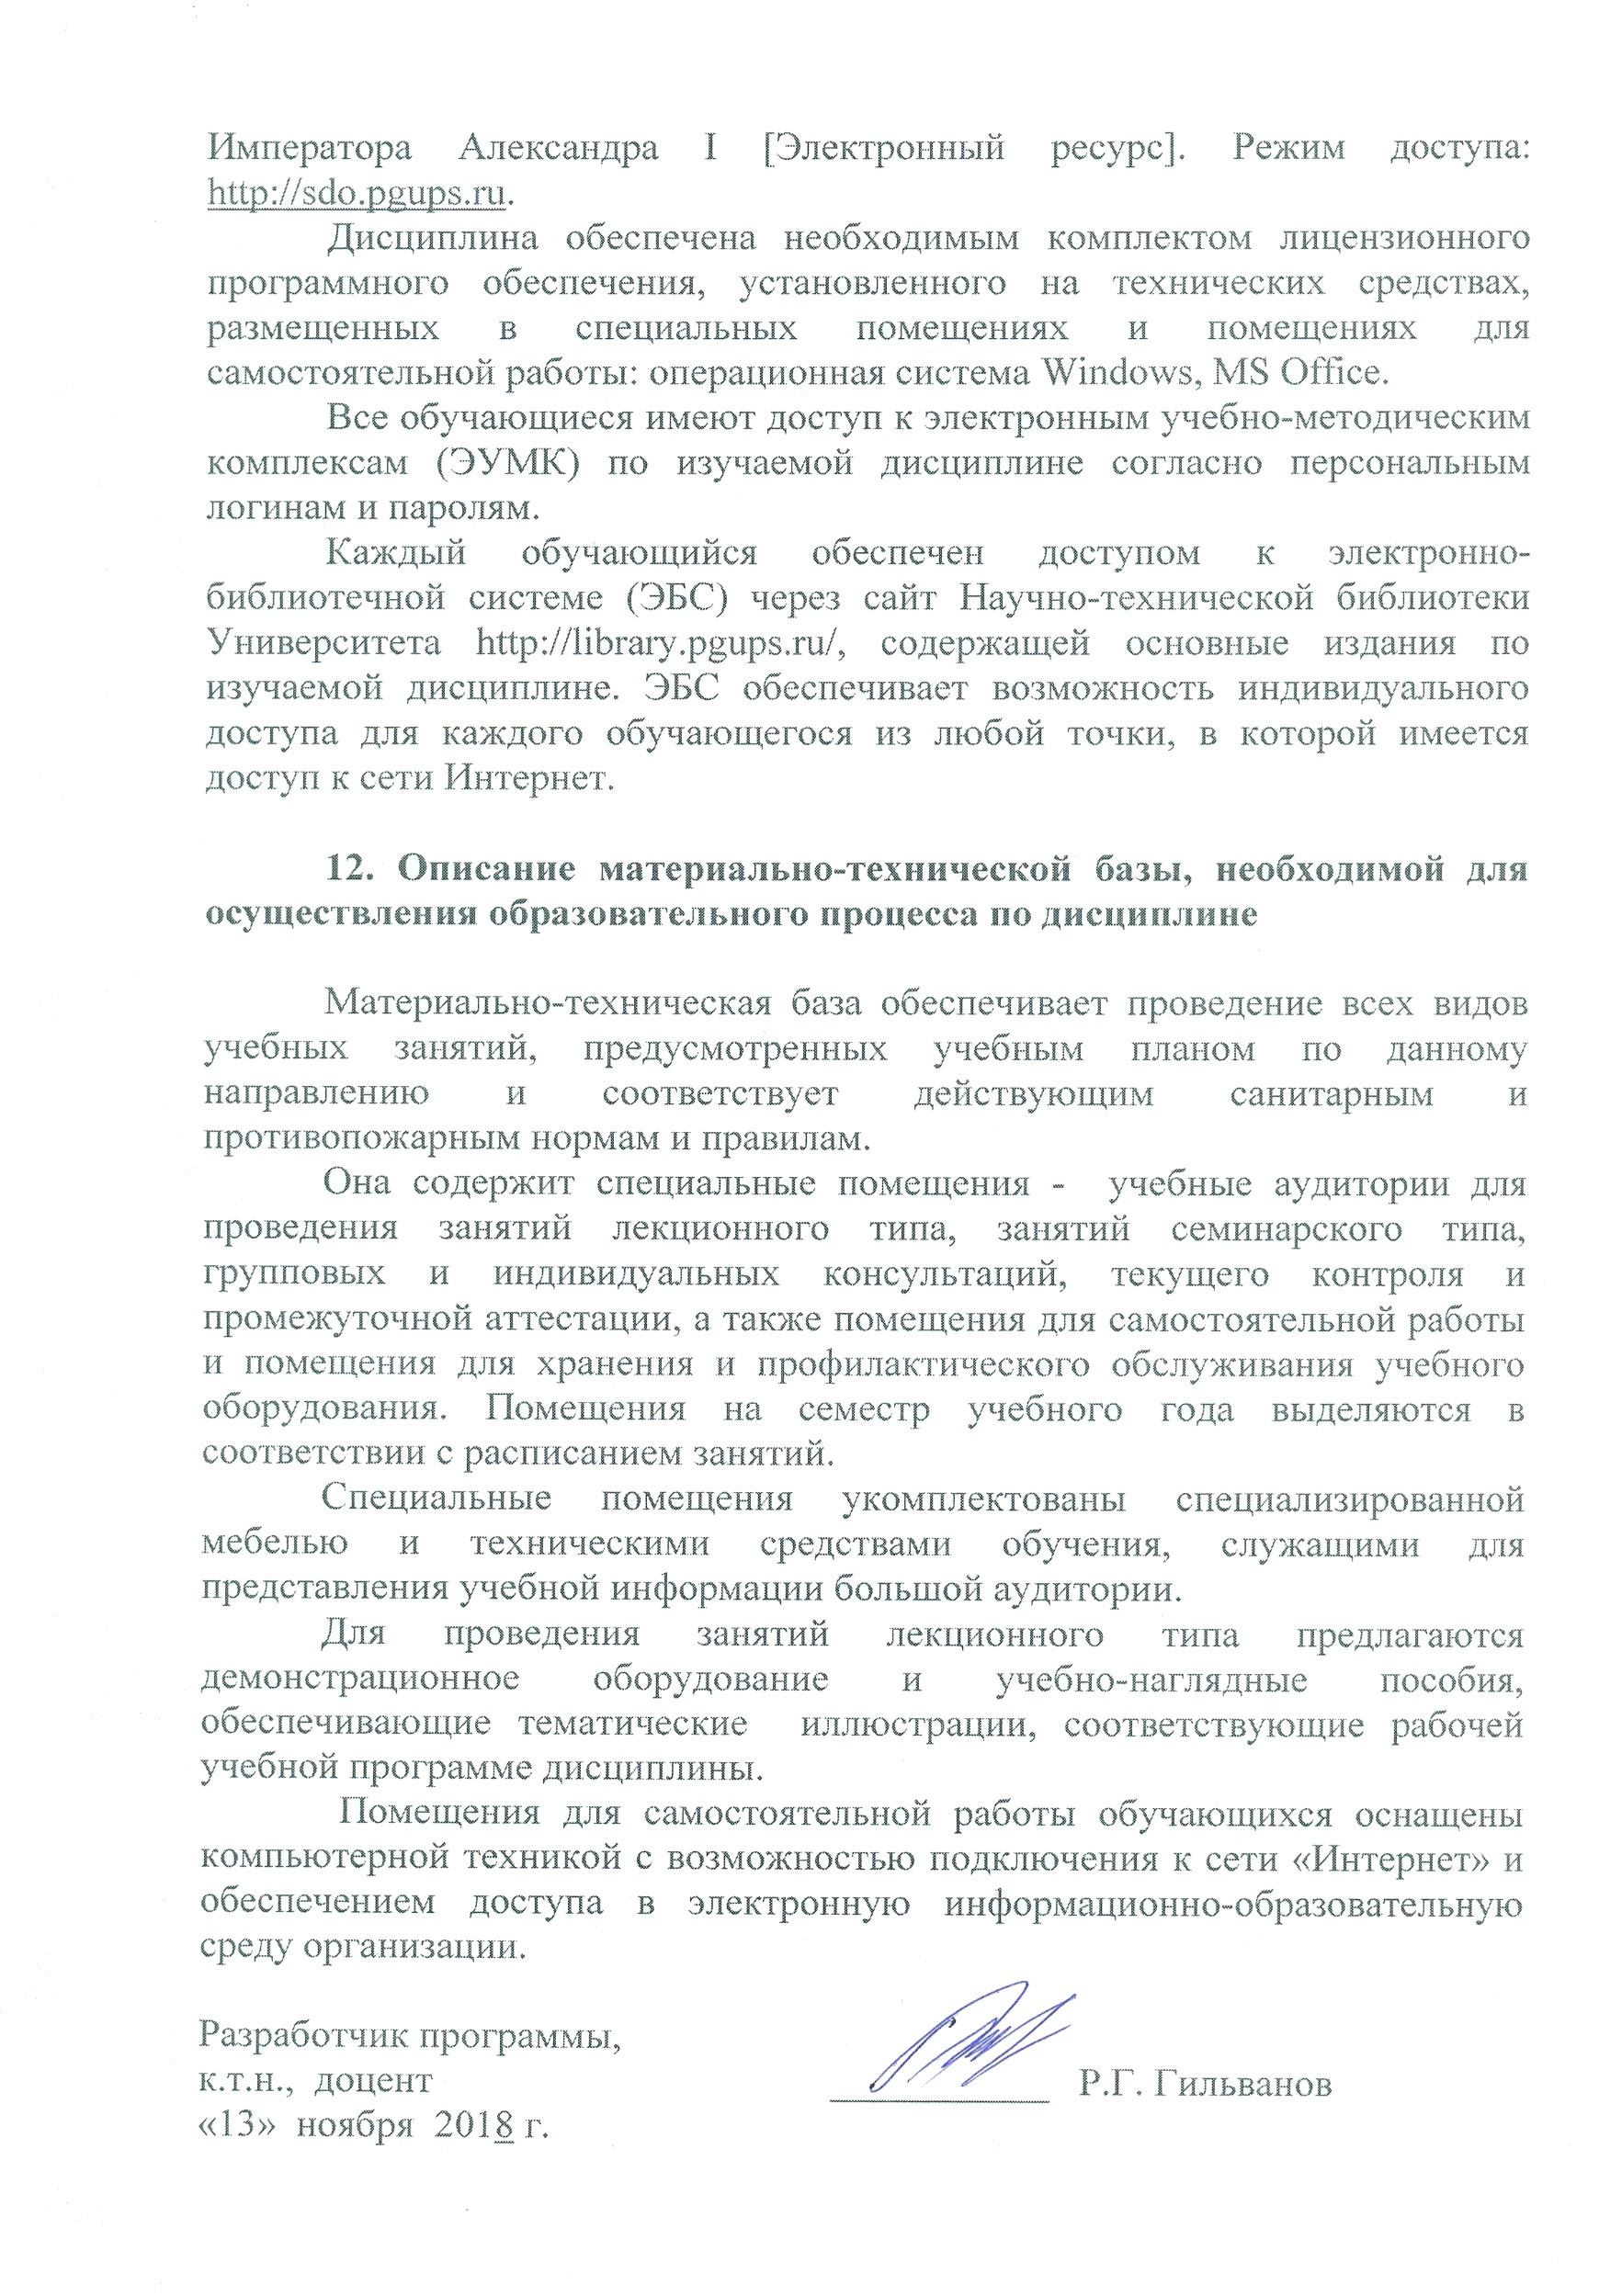 Императора Александра I [Электронный ресурс]. Режим доступа:
http://sdo.pgups.ru.
Дисциплина обеспечена необходимым комплектом лицензионного
программного обеспечения, установленного на технических средствах,
размещенных в специальных помещениях и помещениях для
самостоятельной работы: операционная система Windows, MS Office.
Все обучающиеся имеют доступ к электронным учебно-методическим
комплексам (ЭУМК) по изучаемой дисциплине согласно персональным
логинам и паролям.
Каждый обучающийся обеспечен доступом к электронно-
библиотечной системе (ЭБС) через сайт Научно-технической библиотеки
Университета http://library.pgups.ru/, содержащей основные издания по
изучаемой дисциплине. ЭБС обеспечивает возможность индивидуального
доступа для каждого обучающегося из любой точки, в которой имеется
доступ к сети Интернет.
12. Описание материально-технической базы, необходимой для
осуществления образовательного процесса по дисциплине
Материально-техническая база обеспечивает проведение всех видов
учебных занятий, предусмотренных учебным планом по данному
направлению и соответствует действующим санитарным и
противопожарным нормам и правилам.
Она содержит специальные помещения - учебные аудитории для
проведения занятий лекционного типа, занятий семинарского типа,
групповых и индивидуальных консультаций, текущего контроля и
промежуточной аттестации, а также помещения для самостоятельной работы
и помещения для хранения и профилактического обслуживания учебного
оборудования. Помещения на семестр учебного года выделяются в
соответствии с расписанием занятий.
Специальные помещения укомплектованы специализированной
мебелью и техническими средствами обучения, служащими для
представления учебной информации большой аудитории.
Для проведения занятий лекционного типа предлагаются
демонстрационное оборудование и учебно-наглядные пособия,
обеспечивающие тематические иллюстрации, соответствующие рабочей
учебной программе дисциплины.
Помещения для самостоятельной работы обучающихся оснащены
компьютерной техникой с возможностью подключения к сети «Интернет» и
обеспечением доступа в электронную информационно-образовательную
среду организации.
Разработчик программы,
к.т.н., доцент ____________ Р.Г. Гильванов
«13» ноября 2018 г.